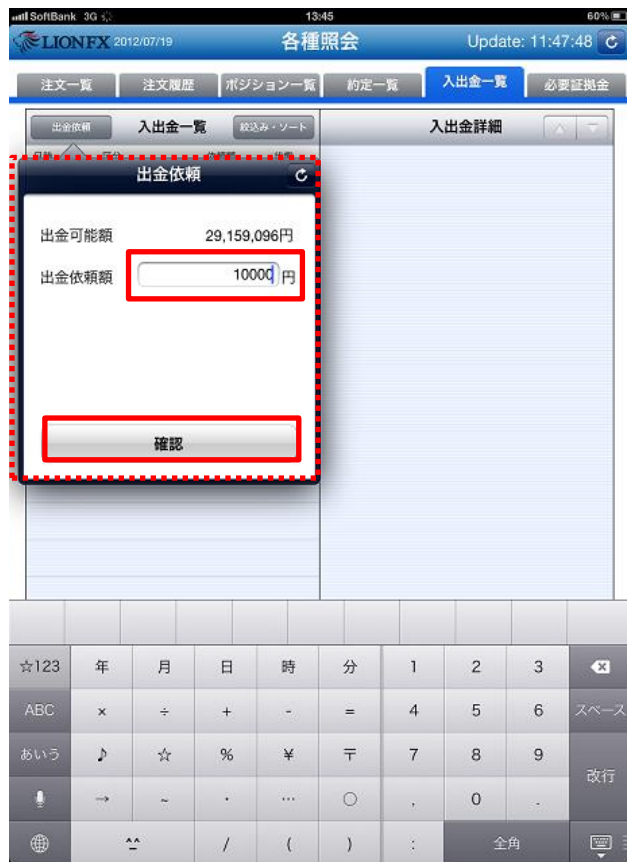 SoftBank 3G 13:45 60%
LION FX 2012/07/19 各種照会 Update: 11:47:48
注文一覧 注文履歴 ポジション一覧 約定一覧 入出金一覧 必要証拠金
出金依頼 入出金一覧 絞込み・ソート 入出金詳細
出金依頼
出金可能額 29,159,096円
出金依頼額 10000 円
確認
☆123 年 月 日 時 分 1 2 3
ABC × ÷ + - = 4 5 6 スペース
あいう ♪ ☆ % ¥ 〒 7 8 9
改行
→ ~ ・ … ○ , 0 .
^^ / ( ) : 全角